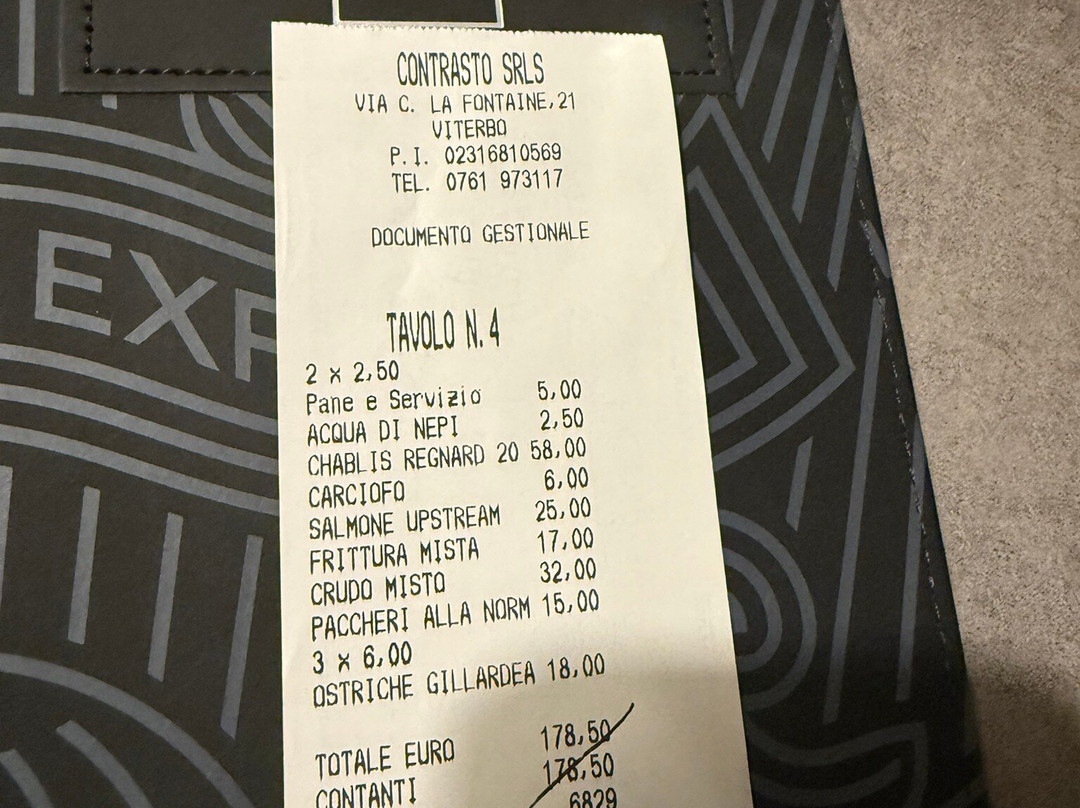 CONTRASTO SRLS
VIA C. LA FONTAINE,21
VITERBO
P.I. 02316810569
TEL. 0761 973117
DOCUMENTO GESTIONALE
EXP
TAVOLO N.4
2 x 2,50
Pane e Servizio 5,00
ACQUA DI NEPI 2,50
CHABLIS REGNARD 20 58,00
CARCIOFO 6,00
SALMONE UPSTREAM 25,00
FRITTURA MISTA 17,00
CRUDO MISTO 32,00
PACCHERI ALLA NORM 15,00
3 x 6,00
OSTRICHE GILLARDEA 18,00
TOTALE EURO 178,50
CONTANTI 178,50
6829